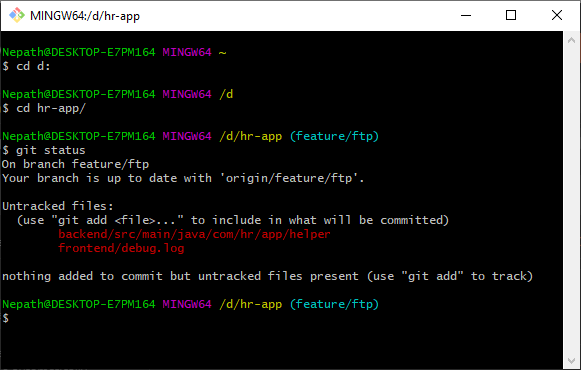 MINGW64:/d/hr-app
Nepath@DESKTOP-E7PM164 MINGW64 ~
$ cd d:
Nepath@DESKTOP-E7PM164 MINGW64 /d
$ cd hr-app/
Nepath@DESKTOP-E7PM164 MINGW64 /d/hr-app (feature/ftp)
$ git status
On branch feature/ftp
Your branch is up to date with 'origin/feature/ftp'.
Untracked files:
  (use "git add <file>..." to include in what will be committed)
        backend/src/main/java/com/hr/app/helper
        frontend/debug.log
nothing added to commit but untracked files present (use "git add" to track)
Nepath@DESKTOP-E7PM164 MINGW64 /d/hr-app (feature/ftp)
$